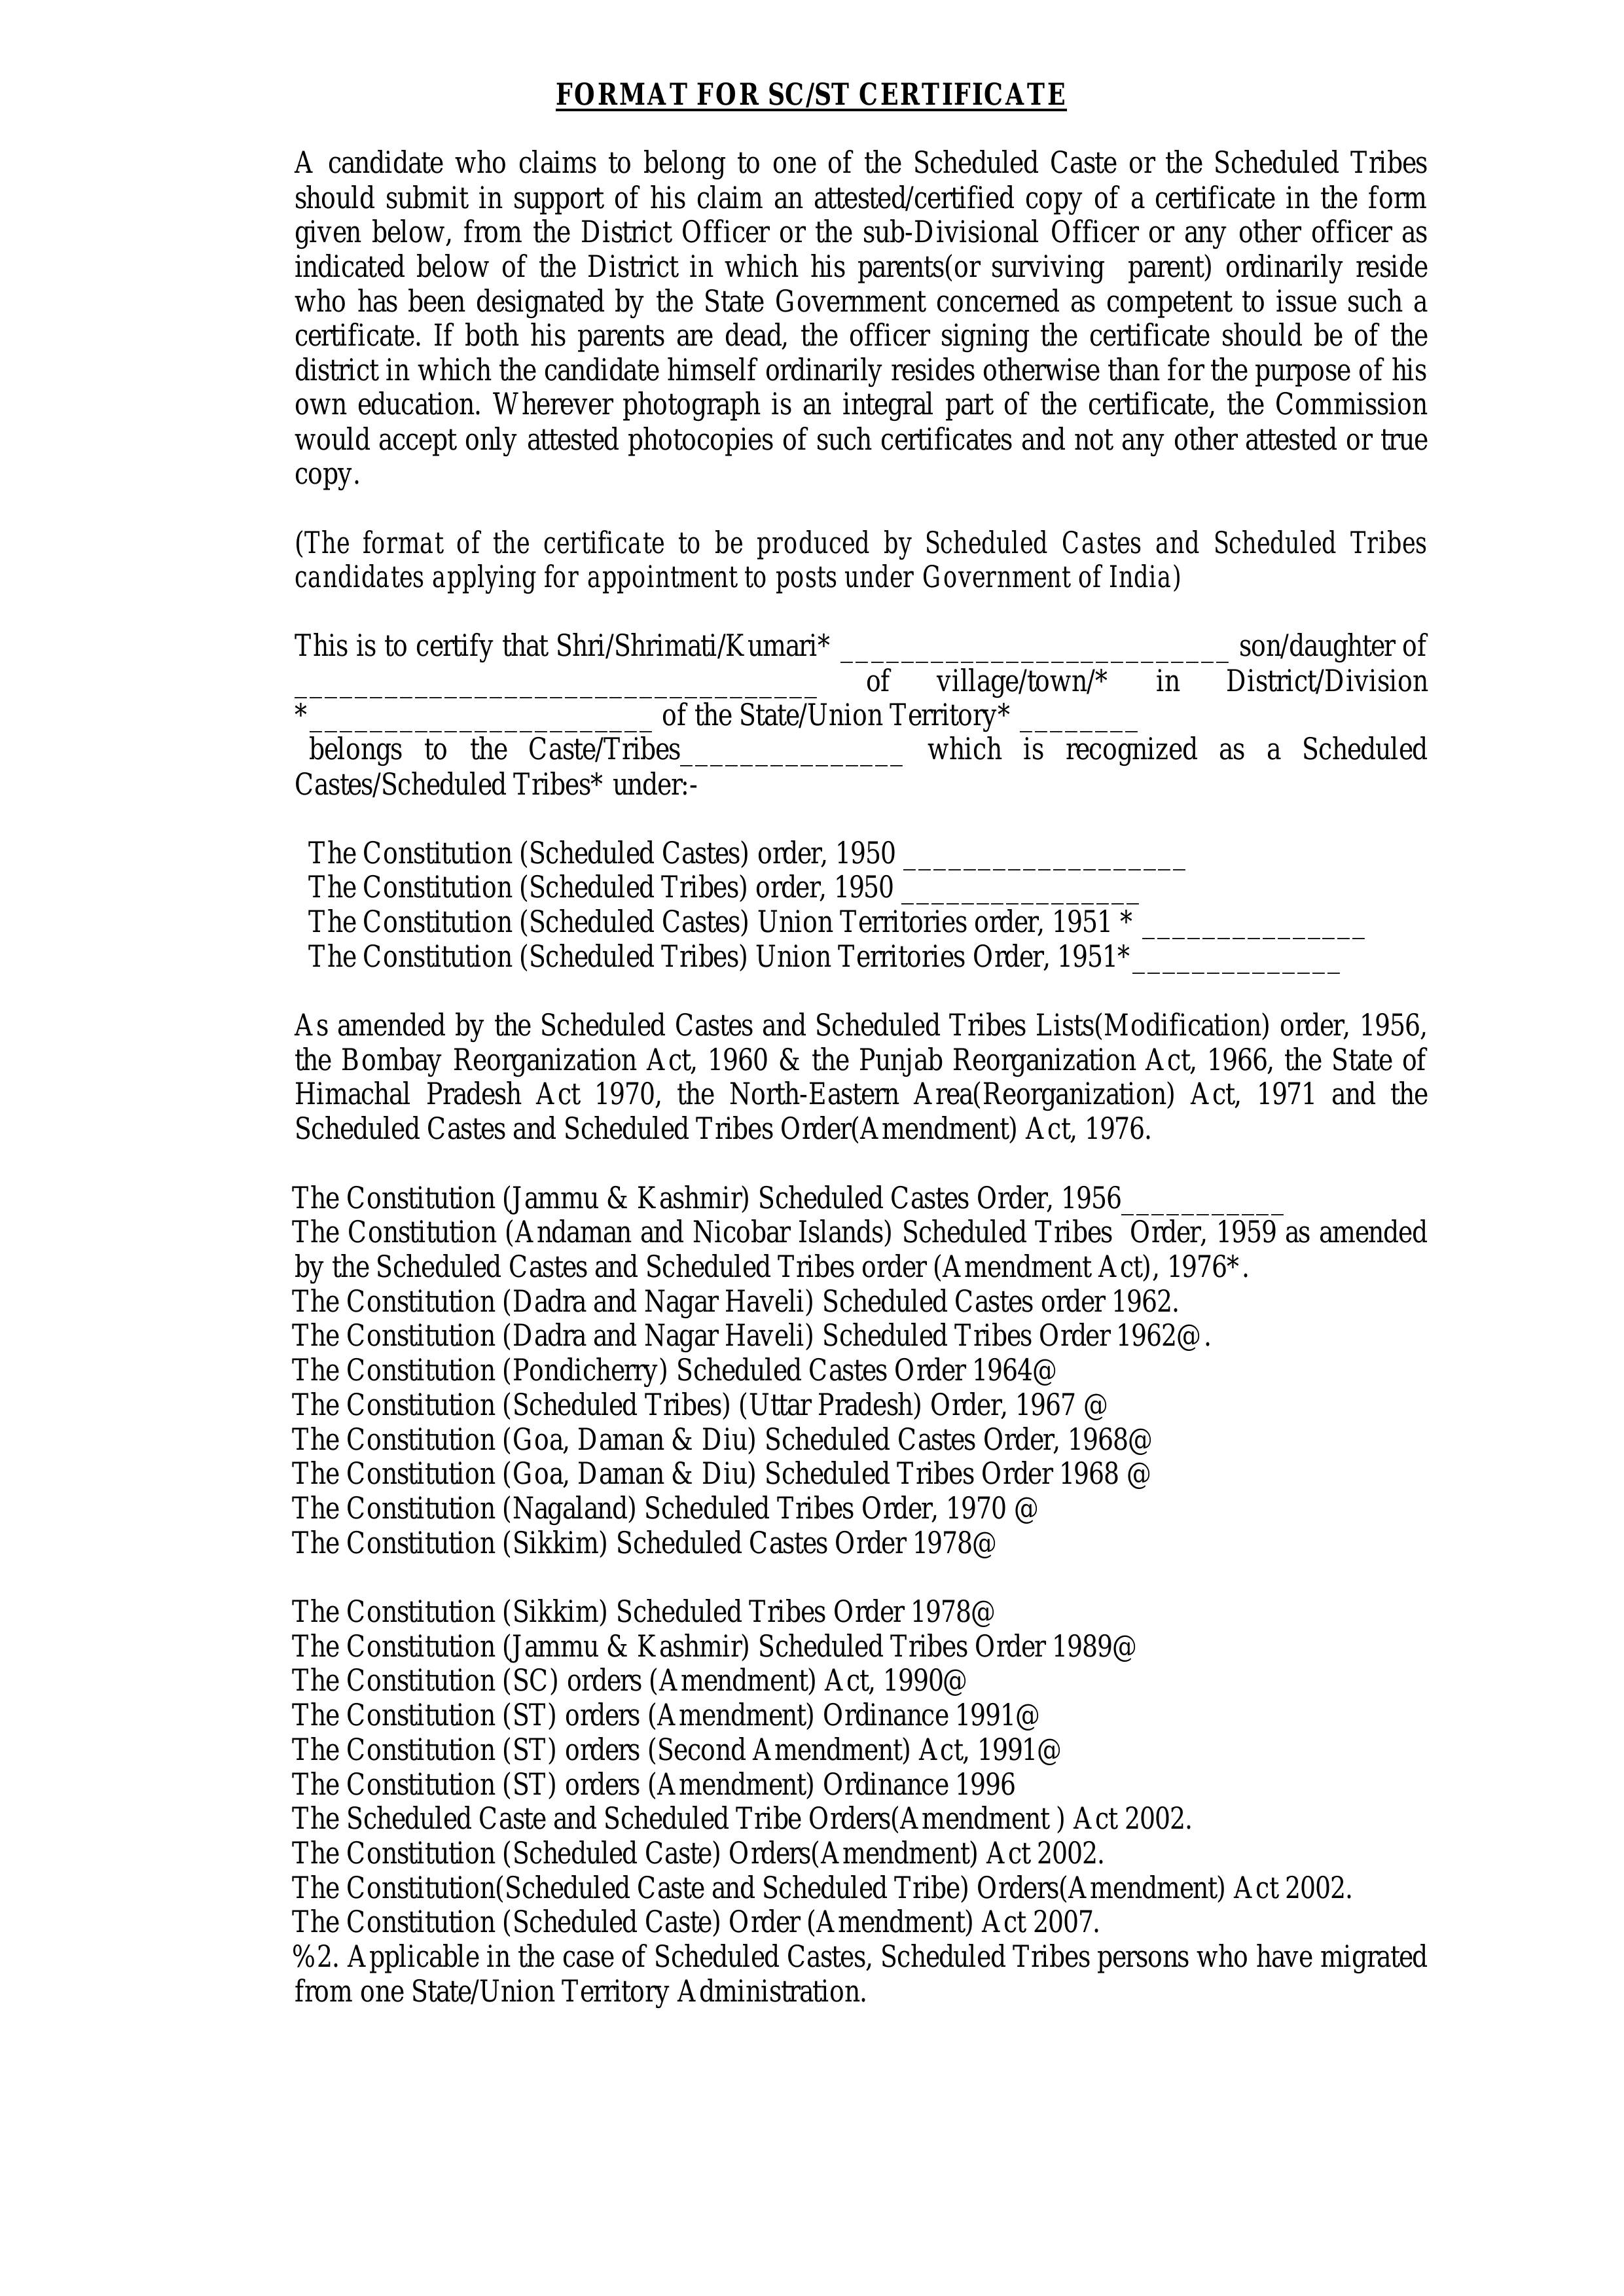 FORMAT FOR SC/ST CERTIFICATE
A candidate who claims to belong to one of the Scheduled Caste or the Scheduled Tribes
should submit in support of his claim an attested/certified copy of a certificate in the form
given below, from the District Officer or the sub-Divisional Officer or any other officer as
indicated below of the District in which his parents(or surviving parent) ordinarily reside
who has been designated by the State Government concerned as competent to issue such a
certificate. If both his parents are dead, the officer signing the certificate should be of the
district in which the candidate himself ordinarily resides otherwise than for the purpose of his
own education. Wherever photograph is an integral part of the certificate, the Commission
would accept only attested photocopies of such certificates and not any other attested or true
copy.
(The format of the certificate to be produced by Scheduled Castes and Scheduled Tribes
candidates applying for appointment to posts under Government of India)
This is to certify that Shri/Shrimati/Kumari* __________________________ son/daughter of
___________________________________ of village/town/* in District/Division
*_______________________ of the State/Union Territory* ________
belongs to the Caste/Tribes_______________ which is recognized as a Scheduled
Castes/Scheduled Tribes* under:-
The Constitution (Scheduled Castes) order, 1950 ___________________
The Constitution (Scheduled Tribes) order, 1950 ________________
The Constitution (Scheduled Castes) Union Territories order, 1951 * _______________
The Constitution (Scheduled Tribes) Union Territories Order, 1951*______________
As amended by the Scheduled Castes and Scheduled Tribes Lists(Modification) order, 1956,
the Bombay Reorganization Act, 1960 & the Punjab Reorganization Act, 1966, the State of
Himachal Pradesh Act 1970, the North-Eastern Area(Reorganization) Act, 1971 and the
Scheduled Castes and Scheduled Tribes Order(Amendment) Act, 1976.
The Constitution (Jammu & Kashmir) Scheduled Castes Order, 1956___________
The Constitution (Andaman and Nicobar Islands) Scheduled Tribes Order, 1959 as amended
by the Scheduled Castes and Scheduled Tribes order (Amendment Act), 1976*.
The Constitution (Dadra and Nagar Haveli) Scheduled Castes order 1962.
The Constitution (Dadra and Nagar Haveli) Scheduled Tribes Order 1962@.
The Constitution (Pondicherry) Scheduled Castes Order 1964@
The Constitution (Scheduled Tribes) (Uttar Pradesh) Order, 1967 @
The Constitution (Goa, Daman & Diu) Scheduled Castes Order, 1968@
The Constitution (Goa, Daman & Diu) Scheduled Tribes Order 1968 @
The Constitution (Nagaland) Scheduled Tribes Order, 1970 @
The Constitution (Sikkim) Scheduled Castes Order 1978@
The Constitution (Sikkim) Scheduled Tribes Order 1978@
The Constitution (Jammu & Kashmir) Scheduled Tribes Order 1989@
The Constitution (SC) orders (Amendment) Act, 1990@
The Constitution (ST) orders (Amendment) Ordinance 1991@
The Constitution (ST) orders (Second Amendment) Act, 1991@
The Constitution (ST) orders (Amendment) Ordinance 1996
The Scheduled Caste and Scheduled Tribe Orders(Amendment ) Act 2002.
The Constitution (Scheduled Caste) Orders(Amendment) Act 2002.
The Constitution(Scheduled Caste and Scheduled Tribe) Orders(Amendment) Act 2002.
The Constitution (Scheduled Caste) Order (Amendment) Act 2007.
%2. Applicable in the case of Scheduled Castes, Scheduled Tribes persons who have migrated
from one State/Union Territory Administration.